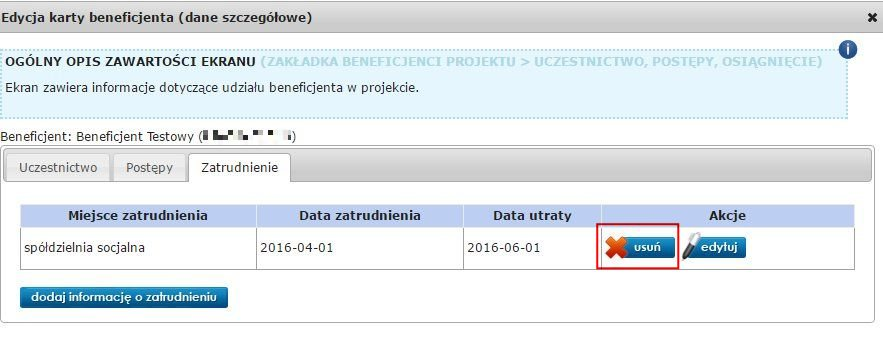 Edycja karty beneficjenta (dane szczegółowe)
OGÓLNY OPIS ZAWARTOŚCI EKRANU (ZAKŁADKA BENEFICJENCI PROJEKTU > UCZESTNICTWO, POSTĘPY, OSIĄGNIĘCIE)
Ekran zawiera informacje dotyczące udziału beneficjenta w projekcie.
Beneficjent: Beneficjent Testowy ( )
Uczestnictwo Postępy Zatrudnienie
Miejsce zatrudnienia Data zatrudnienia Data utraty Akcje
spółdzielnia socjalna 2016-04-01 2016-06-01 usuń edytuj
dodaj informację o zatrudnieniu